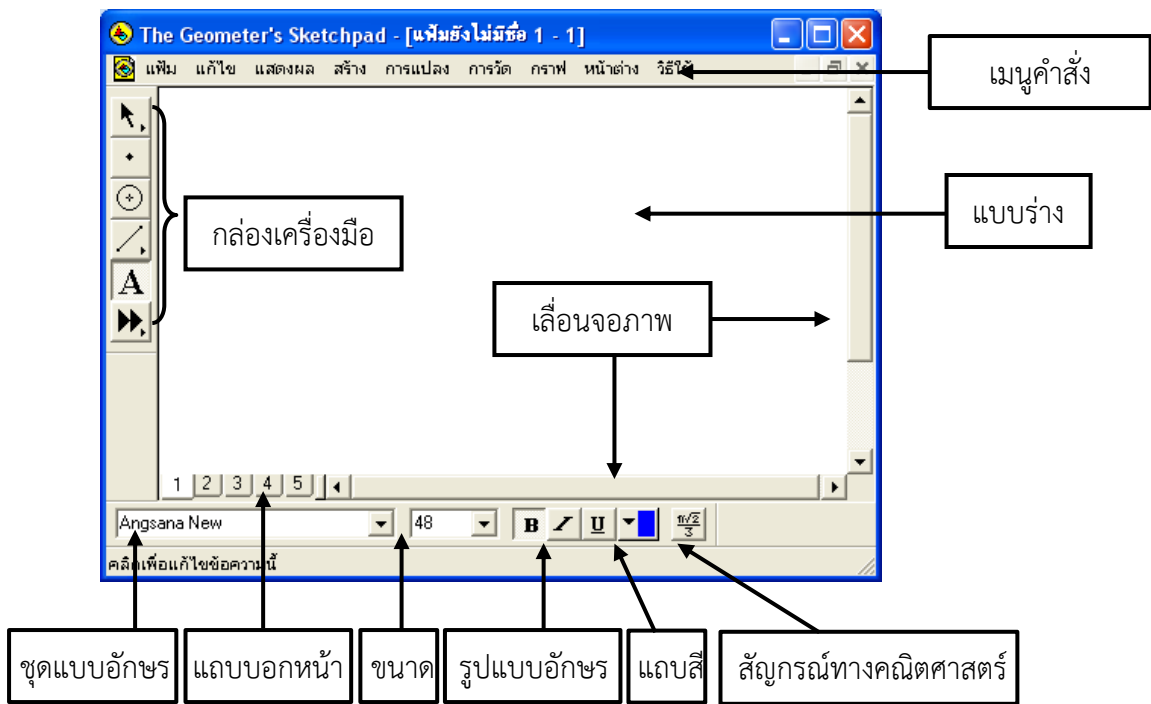 The Geometer's Sketchpad - [แฟ้มยังไม่มีชื่อ 1 - 1]
แฟ้ม แก้ไข แสดงผล สร้าง การแปลง การวัด กราฟ หน้าต่าง วิธีใช้
เมนูคำสั่ง
แบบร่าง
กล่องเครื่องมือ
A
เลื่อนจอภาพ
1 2 3 4 5
Angsana New 48 B I U π√2/3
คลิกเพื่อแก้ไขข้อความนี้
ชุดแบบอักษร แถบบอกหน้า ขนาด รูปแบบอักษร แถบสี สัญกรณ์ทางคณิตศาสตร์